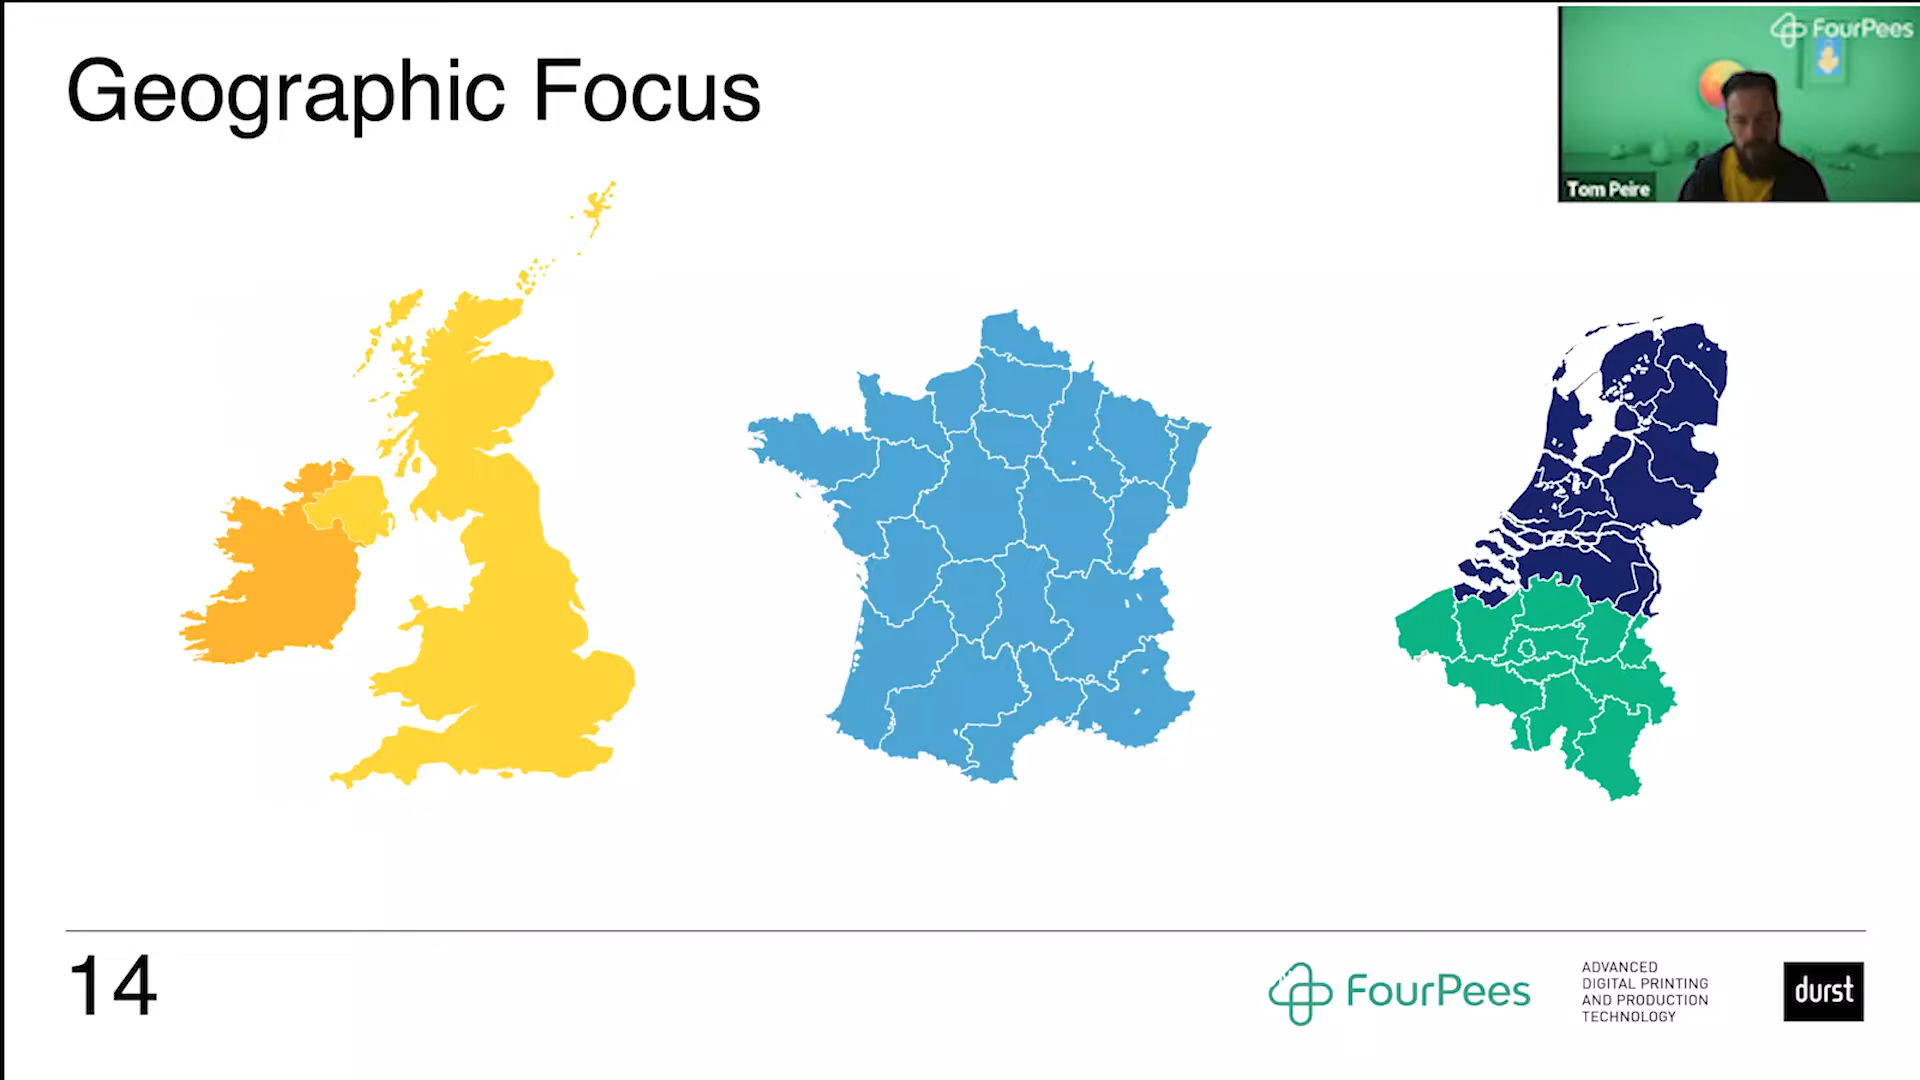 Geographic Focus
FourPees
Tom Peire
14
FourPees
ADVANCED
DIGITAL PRINTING
AND PRODUCTION
TECHNOLOGY
durst